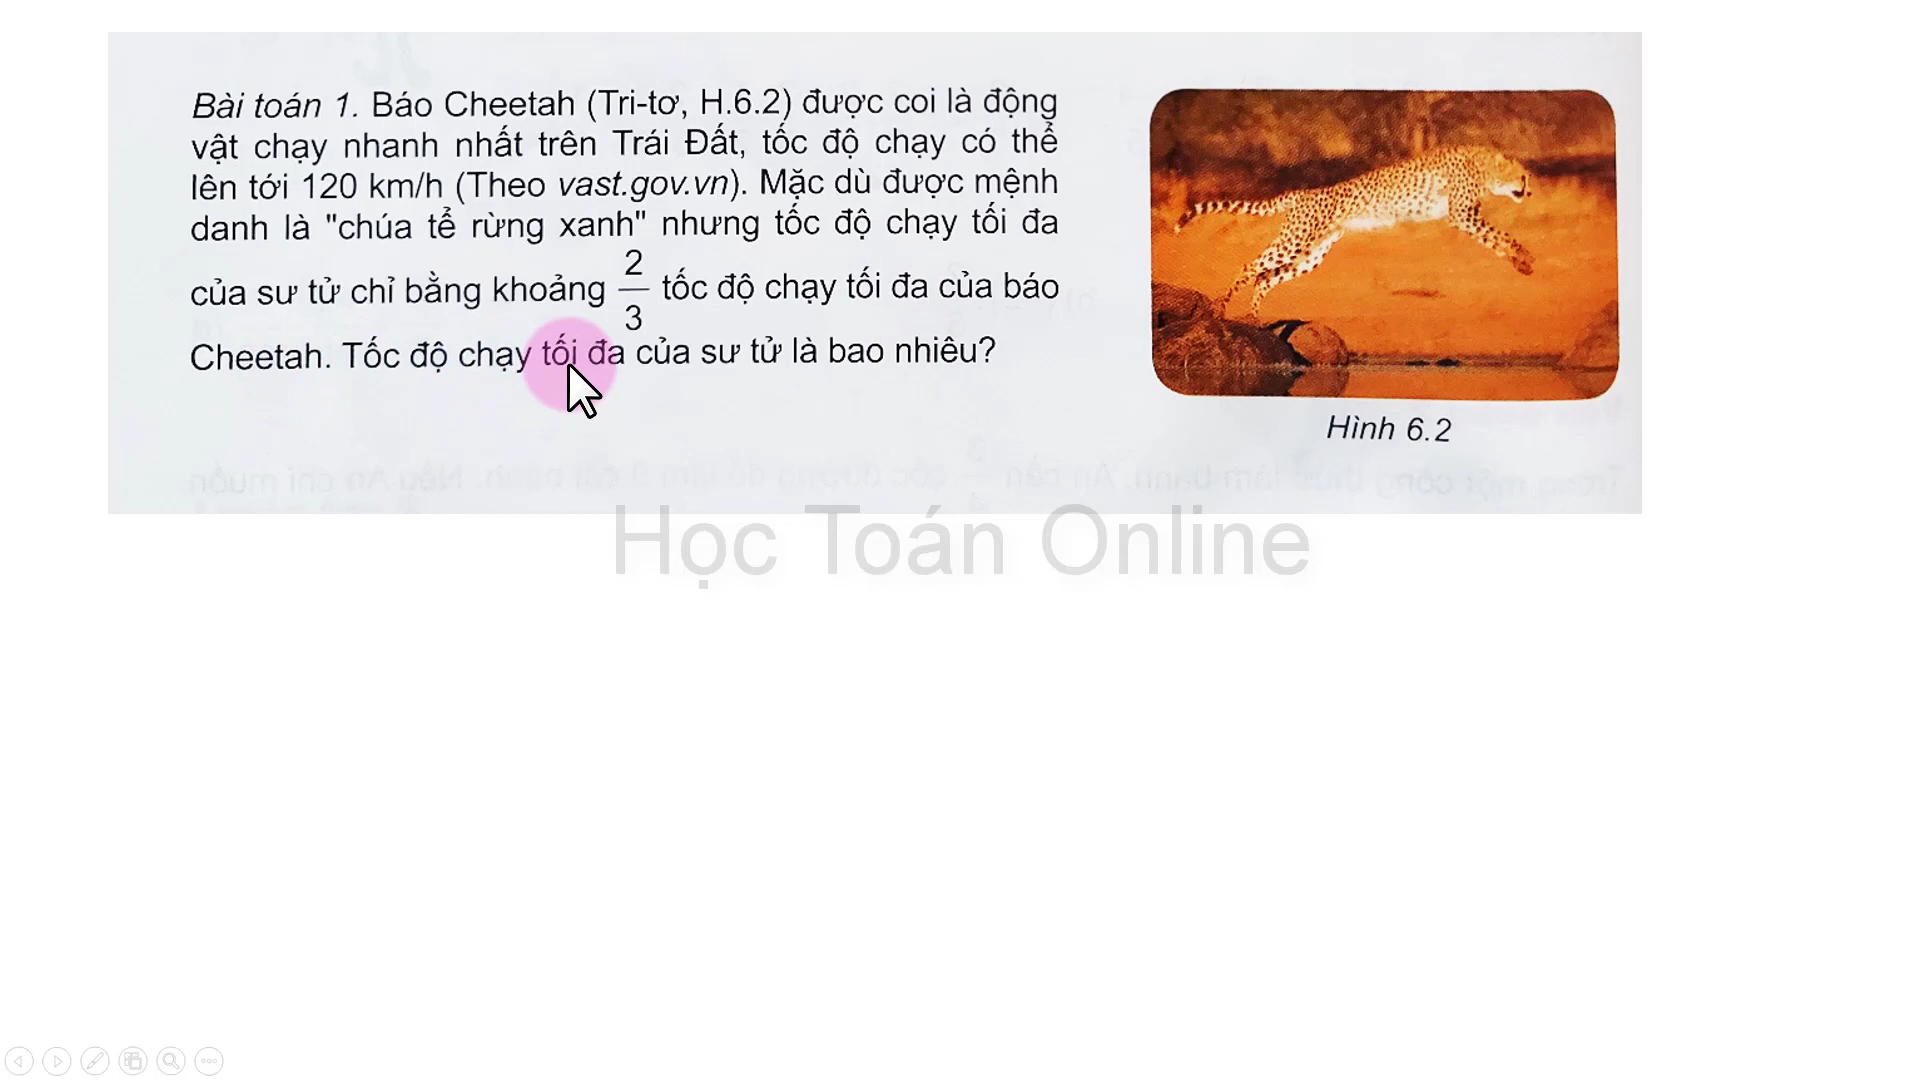 Bài toán 1. Báo Cheetah (Tri-tơ, H.6.2) được coi là động
vật chạy nhanh nhất trên Trái Đất, tốc độ chạy có thể
lên tới 120 km/h (Theo vast.gov.vn). Mặc dù được mệnh
danh là "chúa tể rừng xanh" nhưng tốc độ chạy tối đa
của sư tử chỉ bằng khoảng 2/3 tốc độ chạy tối đa của báo
Cheetah. Tốc độ chạy tối đa của sư tử là bao nhiêu?
Hình 6.2
Học Toán Online